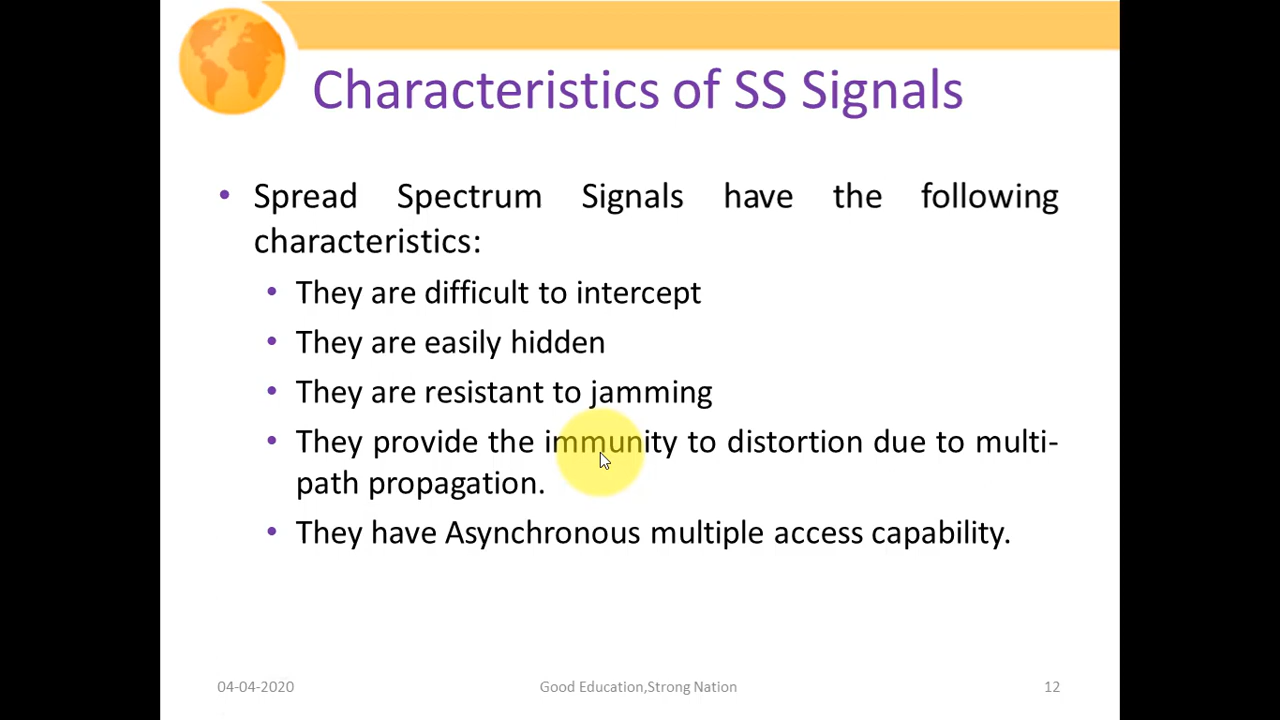 Characteristics of SS Signals
• Spread Spectrum Signals have the following
characteristics:
• They are difficult to intercept
• They are easily hidden
• They are resistant to jamming
• They provide the immunity to distortion due to multi-
path propagation.
• They have Asynchronous multiple access capability.
04-04-2020 Good Education,Strong Nation 12